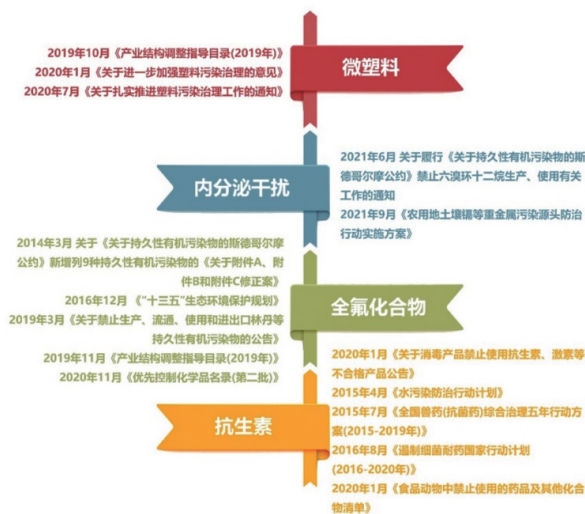 2019年10月《产业结构调整指导目录(2019年)》
2020年1月《关于进一步加强塑料污染治理的意见》
2020年7月《关于扎实推进塑料污染治理工作的通知》
微塑料
内分泌干扰
2021年6月 关于履行《关于持久性有机污染物的斯
德哥尔摩公约》禁止六溴环十二烷生产、使用有关
工作的通知
2021年9月《农用地土壤镉等重金属污染源头防治
行动实施方案》
2014年3月 关于《关于持久性有机污染物的斯德哥尔摩
公约》新增列9种持久性有机污染物的《关于附件A、附
件B和附件C修正案》
2016年12月 《“十三五”生态环境保护规划》
2019年3月《关于禁止生产、流通、使用和进出口林丹等
持久性有机污染物的公告》
2019年11月《产业结构调整指导目录(2019年)》
2020年11月《优先控制化学品名录(第二批)》
全氟化合物
抗生素
2020年1月《关于消毒产品禁止使用抗生素、激素等
不合格产品公告》
2015年4月《水污染防治行动计划》
2015年7月《全国兽药(抗菌药)综合治理五年行动方
案(2015-2019年)》
2016年8月《遏制细菌耐药国家行动计划
(2016-2020年)》
2020年1月《食品动物中禁止使用的药品及其他化合
物清单》